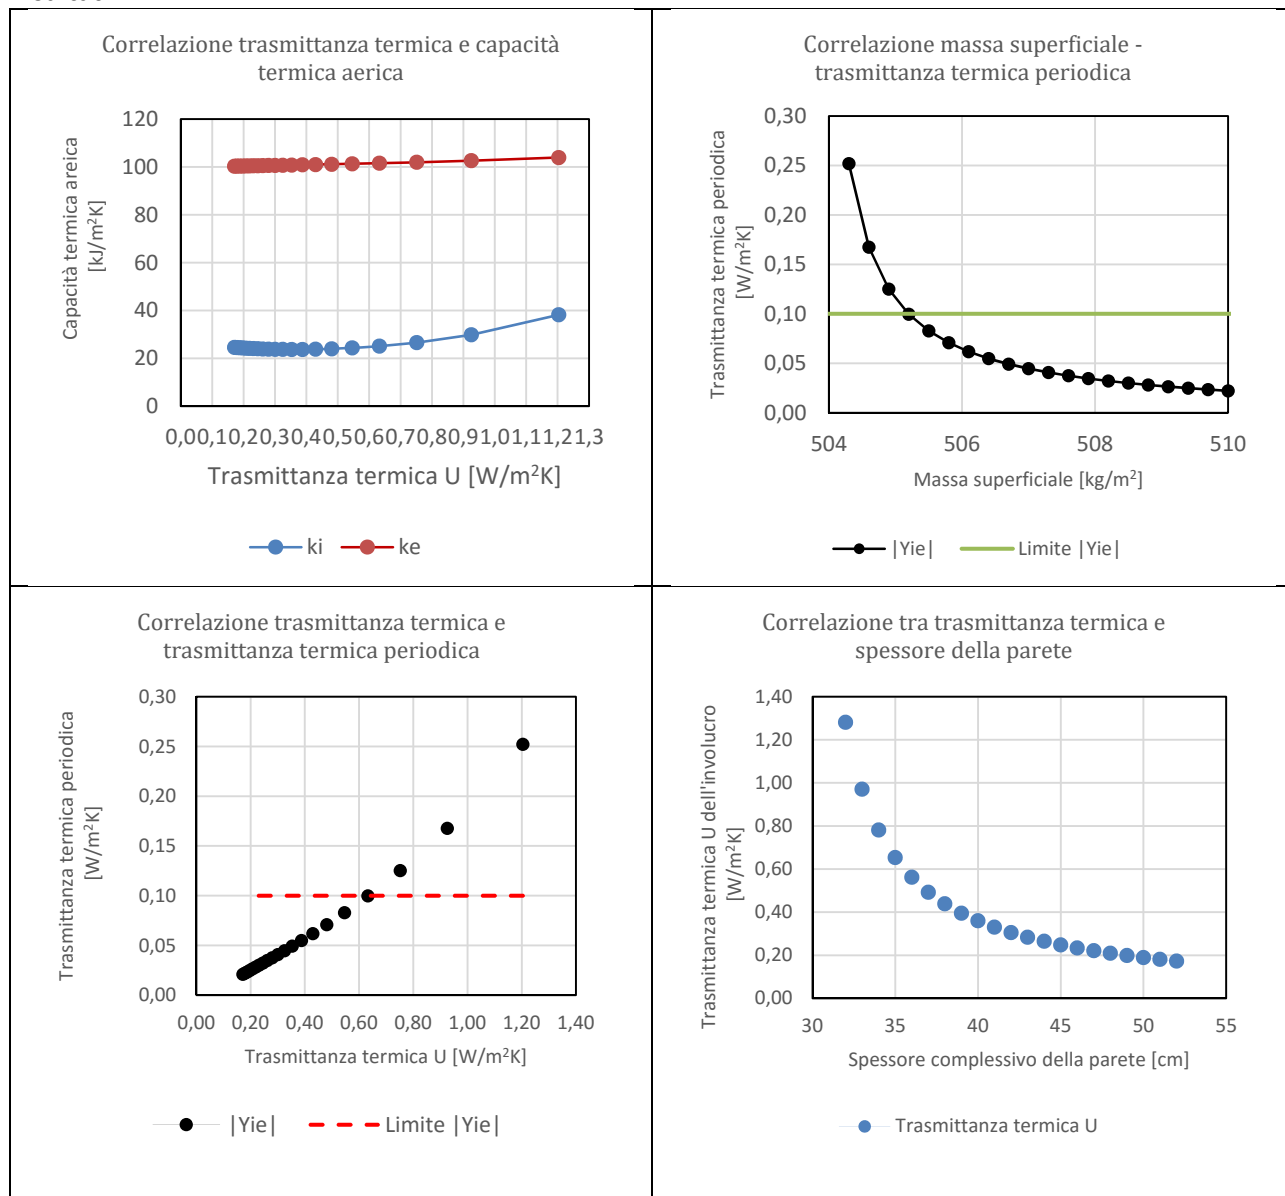 Correlazione trasmittanza termica e capacità
termica aerica
Capacità termica areica
[kJ/m²K]
120
100
80
60
40
20
0
0,00,10,20,30,40,50,60,70,80,91,01,11,21,3
Trasmittanza termica U [W/m²K]
ki ke
Correlazione massa superficiale -
trasmittanza termica periodica
Trasmittanza termica periodica
[W/m²K]
0,30
0,25
0,20
0,15
0,10
0,05
0,00
504 506 508 510
Massa superficiale [kg/m²]
|Yie| Limite |Yie|
Correlazione trasmittanza termica e
trasmittanza termica periodica
Trasmittanza termica periodica
[W/m²K]
0,30
0,25
0,20
0,15
0,10
0,05
0,00
0,00 0,20 0,40 0,60 0,80 1,00 1,20 1,40
Trasmittanza termica U [W/m²K]
|Yie| Limite |Yie|
Correlazione tra trasmittanza termica e
spessore della parete
Trasmittanza termica U dell'involucro
[W/m²K]
1,40
1,20
1,00
0,80
0,60
0,40
0,20
0,00
30 35 40 45 50 55
Spessore complessivo della parete [cm]
Trasmittanza termica U